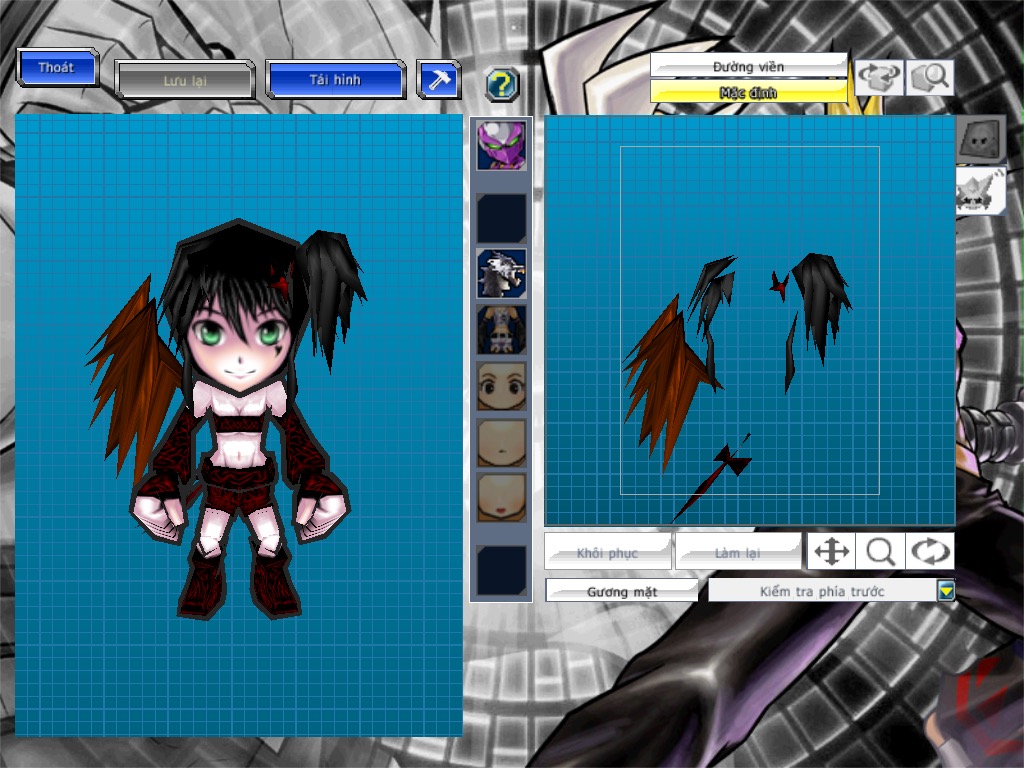 Thoát
Lưu lại
Tải hình
?
Đường viền
Mặc định
Khôi phục
Làm lại
Gương mặt
Kiểm tra phía trước